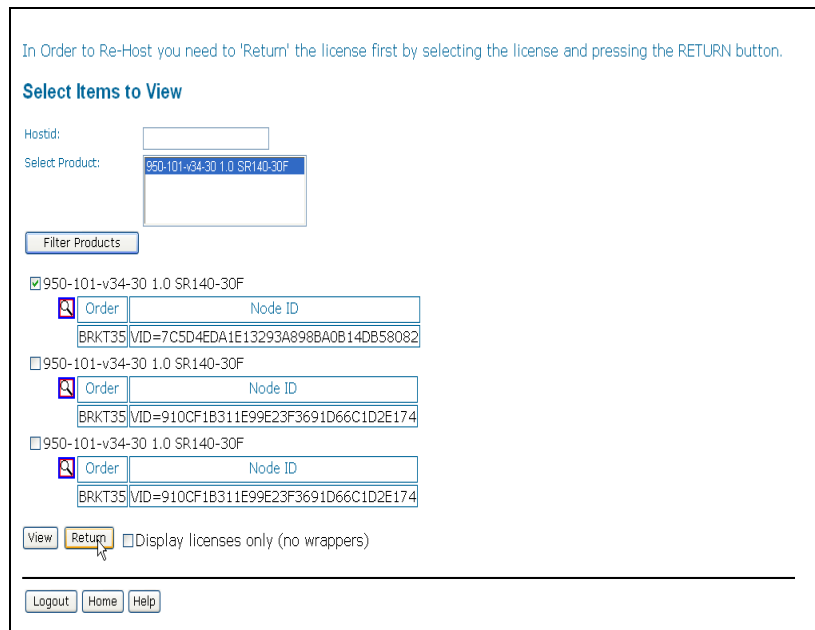 In Order to Re-Host you need to 'Return' the license first by selecting the license and pressing the RETURN button.
Select Items to View
Hostid:
Select Product:
950-101-v34-30 1.0 SR140-30F
Filter Products
950-101-v34-30 1.0 SR140-30F
Order Node ID
BRKT35 VID=7C5D4EDA1E13293A898BA0B14DB58082
950-101-v34-30 1.0 SR140-30F
Order Node ID
BRKT35 VID=910CF1B311E99E23F3691D66C1D2E174
950-101-v34-30 1.0 SR140-30F
Order Node ID
BRKT35 VID=910CF1B311E99E23F3691D66C1D2E174
View Return Display licenses only (no wrappers)
Logout Home Help